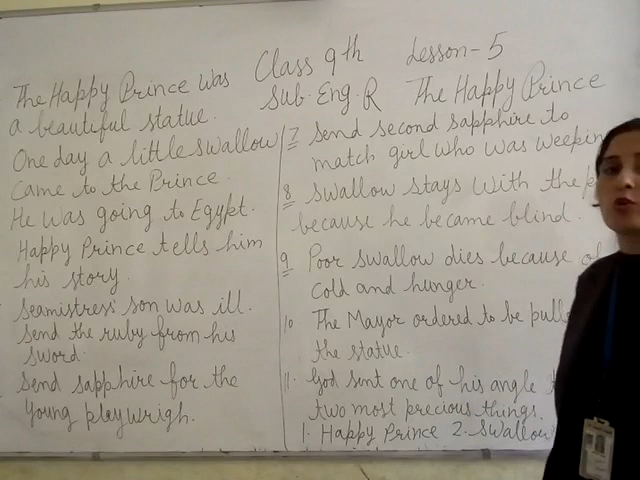 Class 9th Lesson-5
Sub. Eng. R The Happy Prince
The Happy Prince was
a beautiful statue.
One day a little swallow
came to the Prince.
He was going to Egypt.
Happy Prince tells him
his story.
Seamistress' son was ill.
Send the ruby from his
sword.
Send sapphire for the
young playwrigh.
7 Send second sapphire to
match girl who was weepin
8 Swallow stays with the p
because he became blind.
9 Poor swallow dies because of
cold and hunger.
10 The Mayor ordered to be pull
the statue.
11. God sent one of his angle t
two most precious things.
1. Happy Prince 2. Swallow